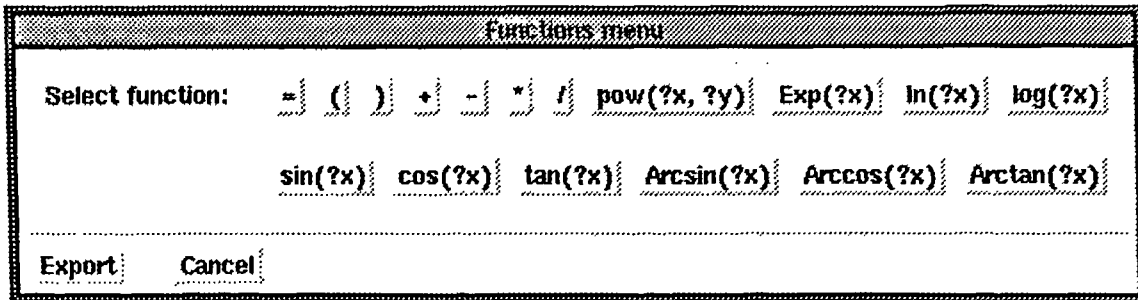 Functions menu
Select function: = ( ) + - * / pow(?x, ?y) Exp(?x) ln(?x) log(?x)
sin(?x) cos(?x) tan(?x) Arcsin(?x) Arccos(?x) Arctan(?x)
Export Cancel